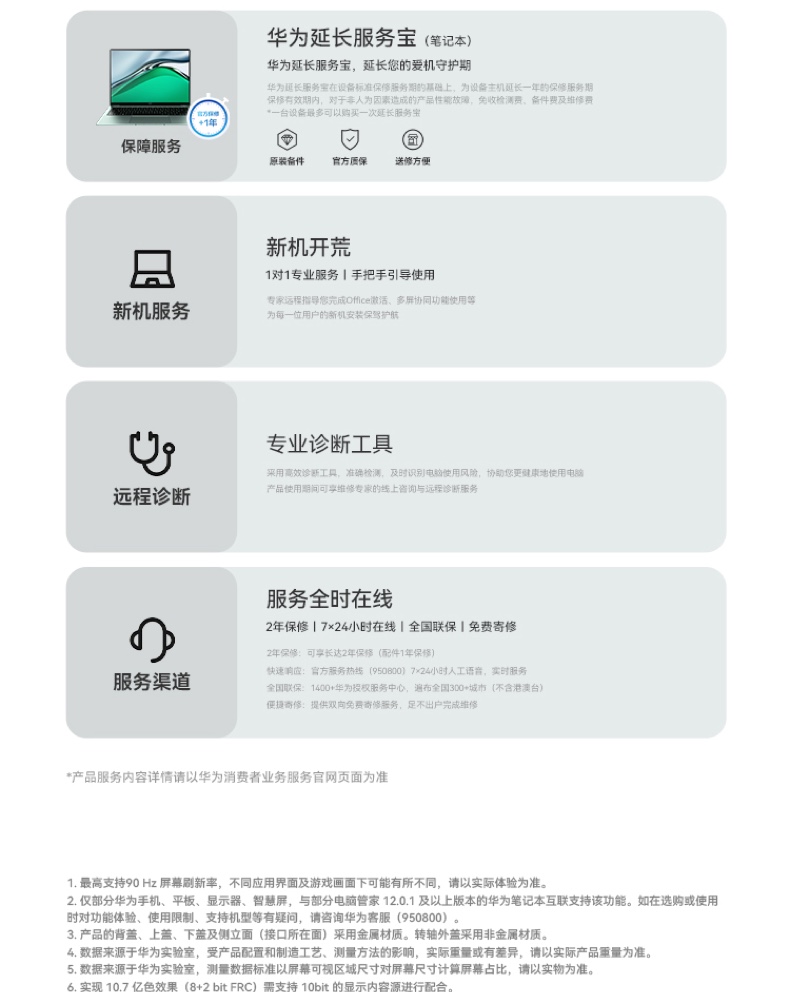 华为延长服务宝（笔记本）
华为延长服务宝，延长您的爱机守护期
华为延长服务宝在设备标准保修服务期的基础上，为设备主机延长一年的保修服务期
保修有效期内，对于非人为因素造成的产品性能故障，免收检测费、备件费及维修费
*一台设备最多可以购买一次延长服务宝
官方保修
+1年
保障服务
原装备件
官方质保
送修方便
新机服务
新机开荒
1对1专业服务丨手把手引导使用
专家远程指导您完成Office激活、多屏协同功能使用等
为每一位用户的新机安装保驾护航
远程诊断
专业诊断工具
采用高效诊断工具，准确检测、及时识别电脑使用风险，协助您更健康地使用电脑
产品使用期间可享维修专家的线上咨询与远程诊断服务
服务渠道
服务全时在线
2年保修丨7×24小时在线丨全国联保丨免费寄修
2年保修：可享长达2年保修（配件1年保修）
快速响应：官方服务热线（950800）7×24小时人工语音，实时服务
全国联保：1400+华为授权服务中心，遍布全国300+城市（不含港澳台）
便捷寄修：提供双向免费寄修服务，足不出户完成维修
*产品服务内容详情请以华为消费者业务服务官网页面为准
1. 最高支持90 Hz 屏幕刷新率，不同应用界面及游戏画面下可能有所不同，请以实际体验为准。
2. 仅部分华为手机、平板、显示器、智慧屏，与部分电脑管家 12.0.1 及以上版本的华为笔记本互联支持该功能。如在选购或使用
时对功能体验、使用限制、支持机型等有疑问，请咨询华为客服（950800）。
3. 产品的背盖、上盖、下盖及侧立面（接口所在面）采用金属材质。转轴外盖采用非金属材质。
4. 数据来源于华为实验室，受产品配置和制造工艺、测量方法的影响，实际重量或有差异，请以实际产品重量为准。
5. 数据来源于华为实验室，测量数据标准以屏幕可视区域尺寸对屏幕尺寸计算屏幕占比，请以实物为准。
6. 实现 10.7 亿色效果（8+2 bit FRC）需支持 10bit 的显示内容源进行配合。